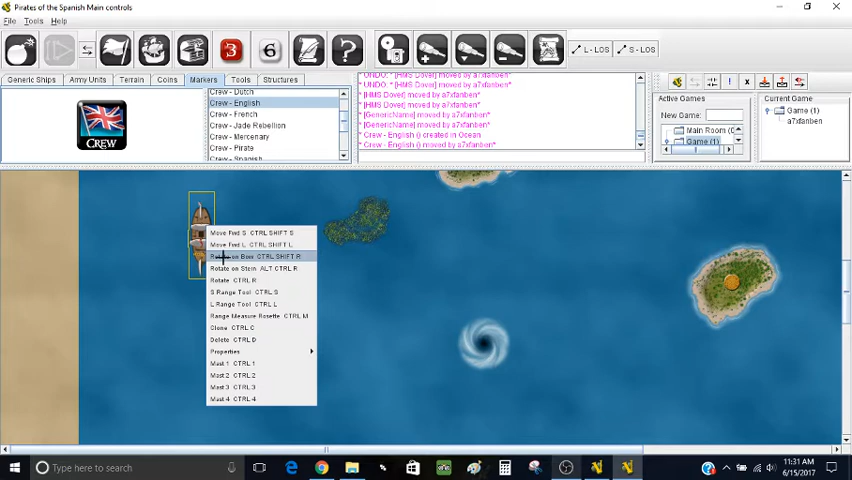 Pirates of the Spanish Main controls
File Tools Help
3 6 ?
L - LOS S - LOS
Generic Ships Army Units Terrain Coins Markers Tools Structures
CREW
Crew - Dutch
Crew - English
Crew - French
Crew - Jade Rebellion
Crew - Mercenary
Crew - Pirate
Crew - Spanish
* UNDO: * [HMS Dover] moved by a7xfanben*
* [HMS Dover] moved by a7xfanben*
* [HMS Dover] moved by a7xfanben*
* [GenericName] moved by a7xfanben*
* [GenericName] moved by a7xfanben*
* Crew - English () created in Ocean
* Crew - English () moved by a7xfanben*
Active Games
New Game:
Main Room (0
Game (1)
Current Game
Game (1)
a7xfanben
Move Fwd S CTRL SHIFT S
Move Fwd L CTRL SHIFT L
Rotate on Bow CTRL SHIFT R
Rotate on Stern ALT CTRL R
Rotate CTRL R
S Range Tool CTRL S
L Range Tool CTRL L
Range Measure Rosette CTRL M
Clone CTRL C
Delete CTRL D
Properties
Mast 1 CTRL 1
Mast 2 CTRL 2
Mast 3 CTRL 3
Mast 4 CTRL 4
Type here to search
11:31 AM
6/15/2017